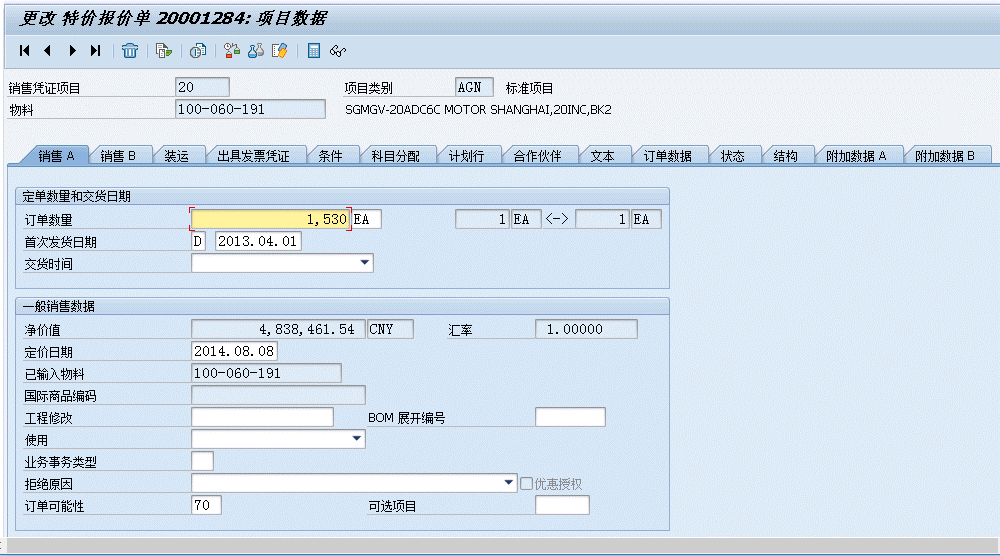 更改 特价报价单 20001284: 项目数据
销售凭证项目 20 项目类别 AGN 标准项目
物料 100-060-191 SGMGV-20ADC6C MOTOR SHANGHAI,20INC,BK2
销售 A 销售 B 装运 出具发票凭证 条件 科目分配 计划行 合作伙伴 文本 订单数据 状态 结构 附加数据 A 附加数据 B
定单数量和交货日期
订单数量 1,530 EA 1 EA <-> 1 EA
首次发货日期 D 2013.04.01
交货时间
一般销售数据
净价值 4,838,461.54 CNY 汇率 1.00000
定价日期 2014.08.08
已输入物料 100-060-191
国际商品编码
工程修改 BOM 展开编号
使用
业务事务类型
拒绝原因 优惠授权
订单可能性 70 可选项目